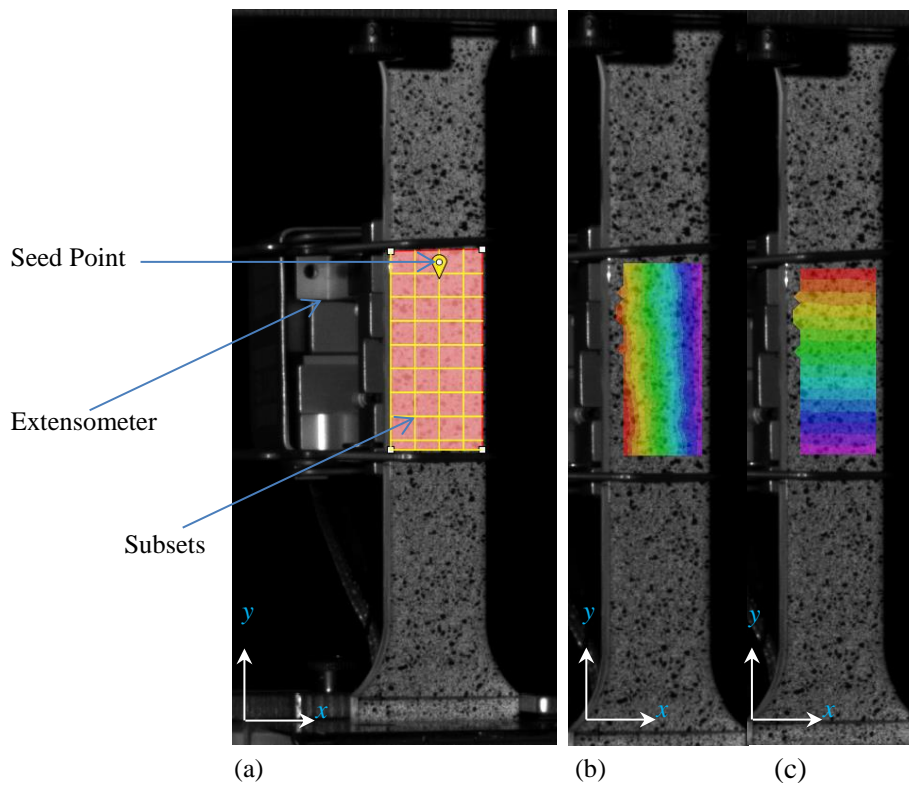 Seed Point
Extensometer
Subsets
y
x
y
x
y
x
(a)
(b)
(c)